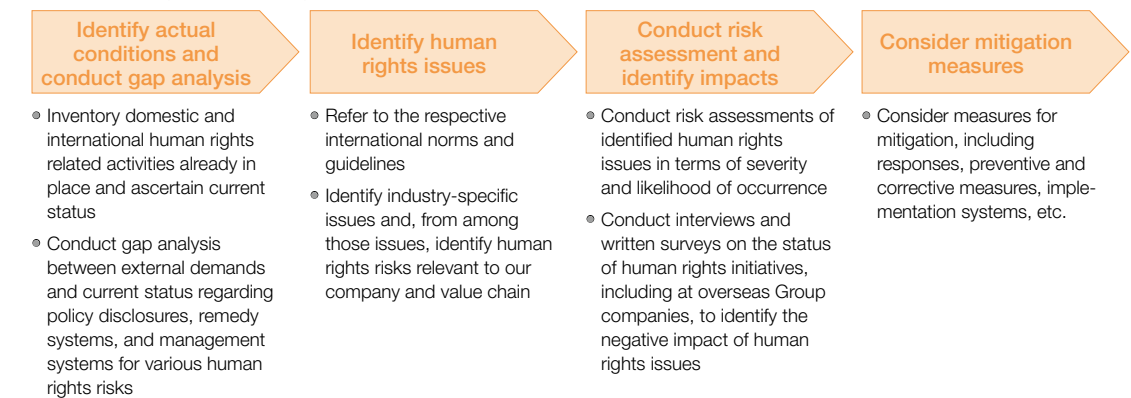 Identify actual
conditions and
conduct gap analysis
Inventory domestic and
international human rights
related activities already in
place and ascertain current
status
Conduct gap analysis
between external demands
and current status regarding
policy disclosures, remedy
systems, and management
systems for various human
rights risks
Identify human
rights issues
Refer to the respective
international norms and
guidelines
Identify industry-specific
issues and, from among
those issues, identify human
rights risks relevant to our
company and value chain
Conduct risk
assessment and
identify impacts
Conduct risk assessments of
identified human rights
issues in terms of severity
and likelihood of occurrence
Conduct interviews and
written surveys on the status
of human rights initiatives,
including at overseas Group
companies, to identify the
negative impact of human
rights issues
Consider mitigation
measures
Consider measures for
mitigation, including
responses, preventive and
corrective measures, imple-
mentation systems, etc.